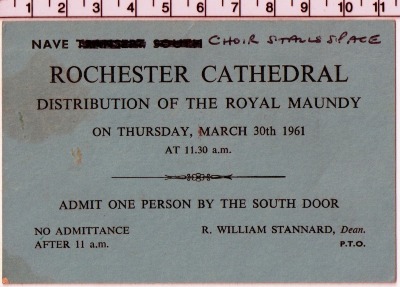 1 2 3 4 5 6 7 8 9 10 11
NAVE TRANSEPT SOUTH CHOIR STALLS SPACE
ROCHESTER CATHEDRAL
DISTRIBUTION OF THE ROYAL MAUNDY
ON THURSDAY, MARCH 30th 1961
AT 11.30 a.m.
ADMIT ONE PERSON BY THE SOUTH DOOR
NO ADMITTANCE R. WILLIAM STANNARD, Dean.
AFTER 11 a.m. P.T.O.